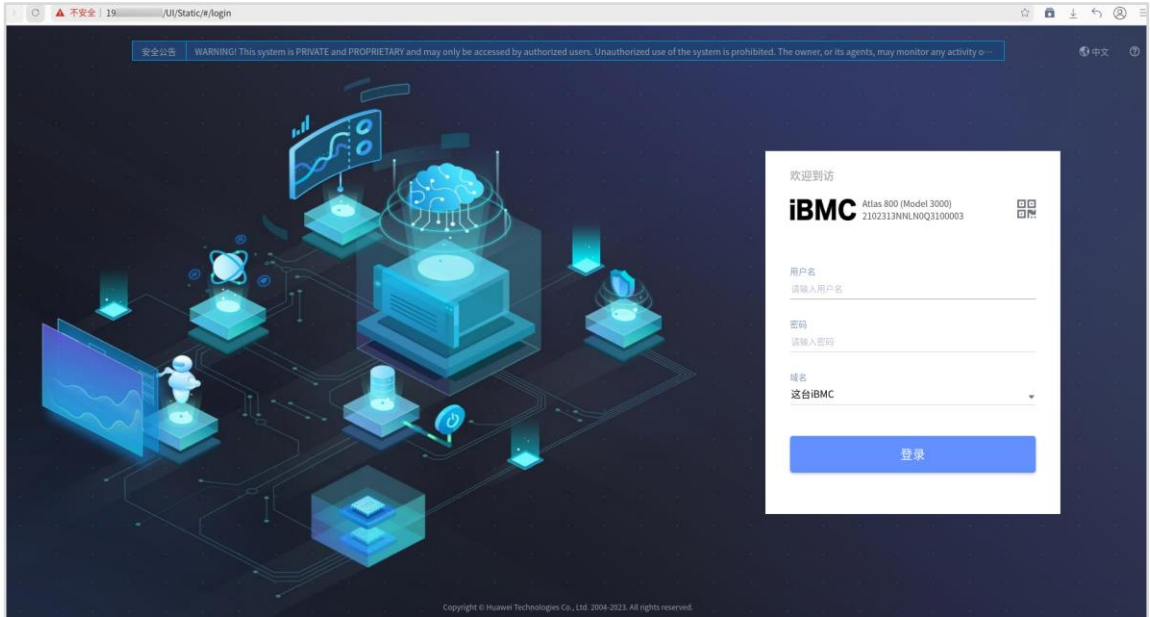 不安全 19 /UI/Static/#/login
安全公告 WARNING! This system is PRIVATE and PROPRIETARY and may only be accessed by authorized users. Unauthorized use of the system is prohibited. The owner, or its agents, may monitor any activity o···
中文
欢迎到访
iBMC
Atlas 800 (Model 3000)
2102313NNLN0Q3100003
用户名
请输入用户名
密码
请输入密码
域名
这台iBMC
登录
Copyright © Huawei Technologies Co., Ltd. 2004-2023. All rights reserved.